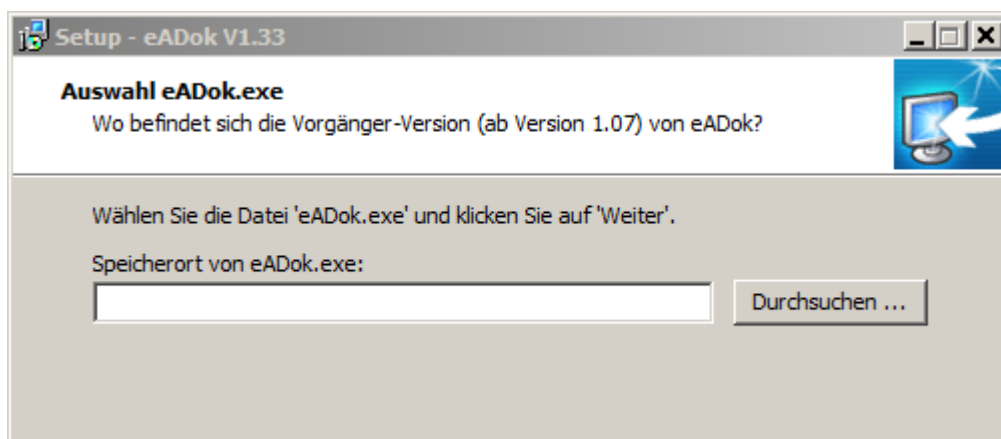 Setup - eADok V1.33
Auswahl eADok.exe
Wo befindet sich die Vorgänger-Version (ab Version 1.07) von eADok?
Wählen Sie die Datei 'eADok.exe' und klicken Sie auf 'Weiter'.
Speicherort von eADok.exe:
Durchsuchen ...